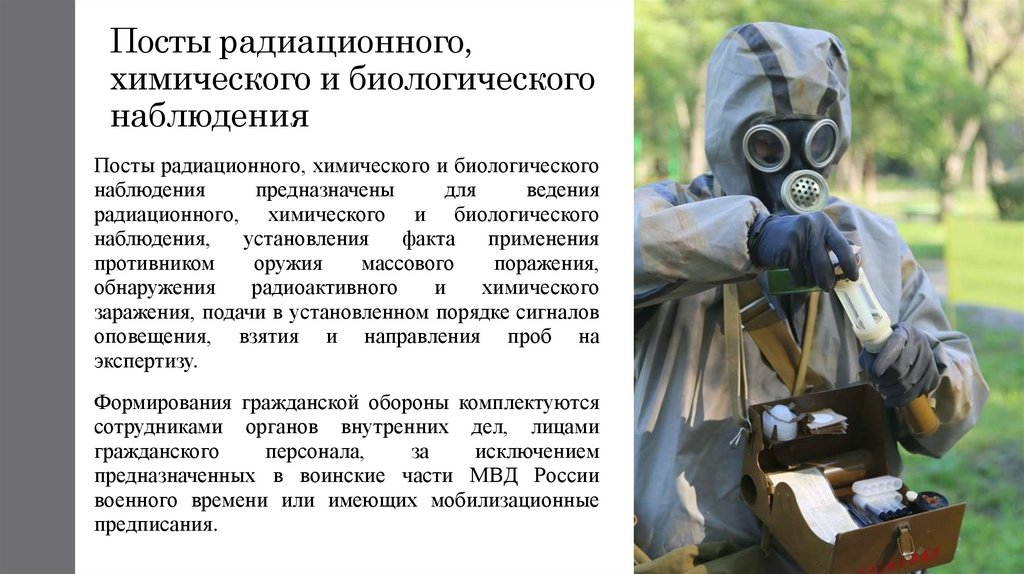 Посты радиационного,
химического и биологического
наблюдения
Посты радиационного, химического и биологического
наблюдения предназначены для ведения
радиационного, химического и биологического
наблюдения, установления факта применения
противником оружия массового поражения,
обнаружения радиоактивного и химического
заражения, подачи в установленном порядке сигналов
оповещения, взятия и направления проб на
экспертизу.
Формирования гражданской обороны комплектуются
сотрудниками органов внутренних дел, лицами
гражданского персонала, за исключением
предназначенных в воинские части МВД России
военного времени или имеющих мобилизационные
предписания.